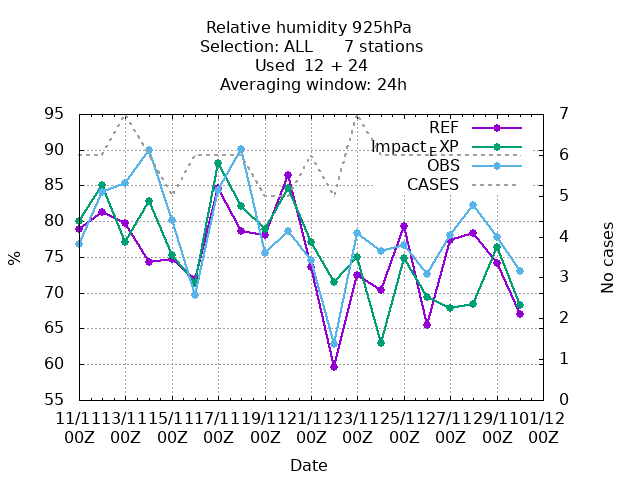 Relative humidity 925hPa
Selection: ALL 7 stations
Used 12 + 24
Averaging window: 24h
95
90
85
80
75
70
65
60
55
7
6
5
4
3
2
1
0
%
No cases
REF
Impact_EXP
OBS
CASES
11/11 13/11 15/11 17/11 19/11 21/11 23/11 25/11 27/11 29/11 01/12
00Z 00Z 00Z 00Z 00Z 00Z 00Z 00Z 00Z 00Z 00Z
Date